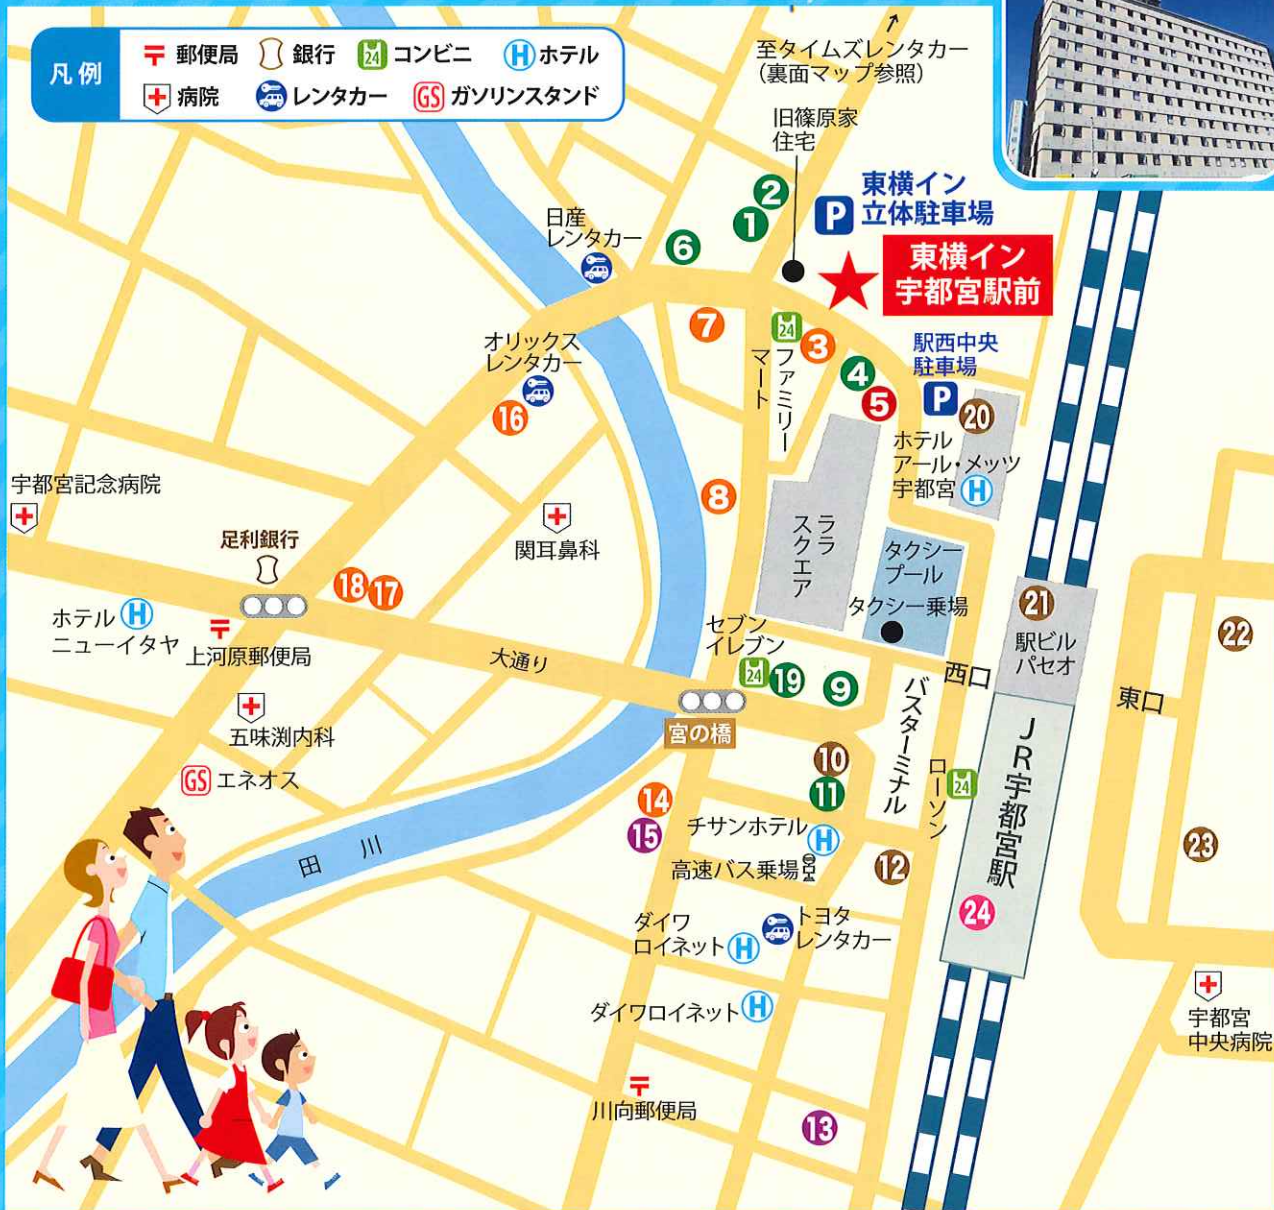 凡例
郵便局
銀行
24 コンビニ
H ホテル
病院
レンタカー
GS ガソリンスタンド
至タイムズレンタカー
(裏面マップ参照)
旧篠原家
住宅
P 東横イン
立体駐車場
東横イン
宇都宮駅前
日産
レンタカー
2
1
6
7
24
ファミリー
マート
3
4
5
駅西中央
駐車場
P
20
オリックス
レンタカー
16
ホテル
アール・メッツ
宇都宮 H
宇都宮記念病院
8
関耳鼻科
足利銀行
ララ
スクエア
タクシー
プール
タクシー乗場
18
17
ホテル H
ニューイタヤ
上河原郵便局
大通り
セブン
イレブン
24
19
9
宮の橋
西口
21
駅ビル
パセオ
22
東口
五味渕内科
GS エネオス
10
11
バスターミナル
ローソン
24
JR宇都宮駅
14
15
チサンホテル H
高速バス乗場
12
23
田川
24
ダイワ
ロイネット H
トヨタ
レンタカー
ダイワロイネット H
宇都宮
中央病院
川向郵便局
13